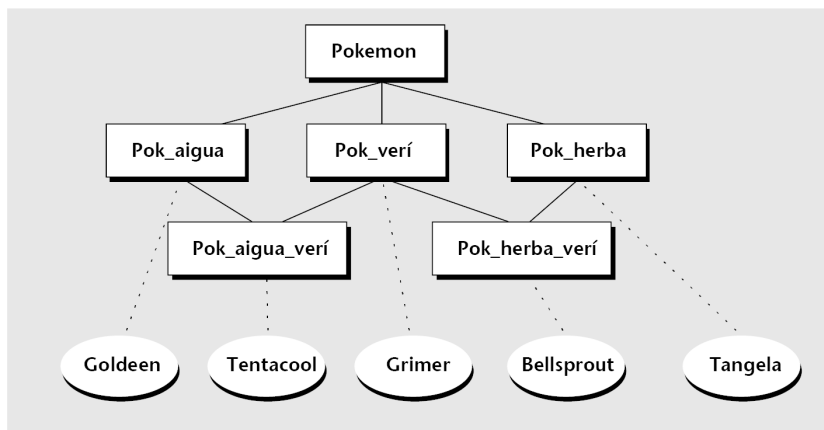 Pokemon
Pok_aigua
Pok_verí
Pok_herba
Pok_aigua_verí
Pok_herba_verí
Goldeen
Tentacool
Grimer
Bellsprout
Tangela